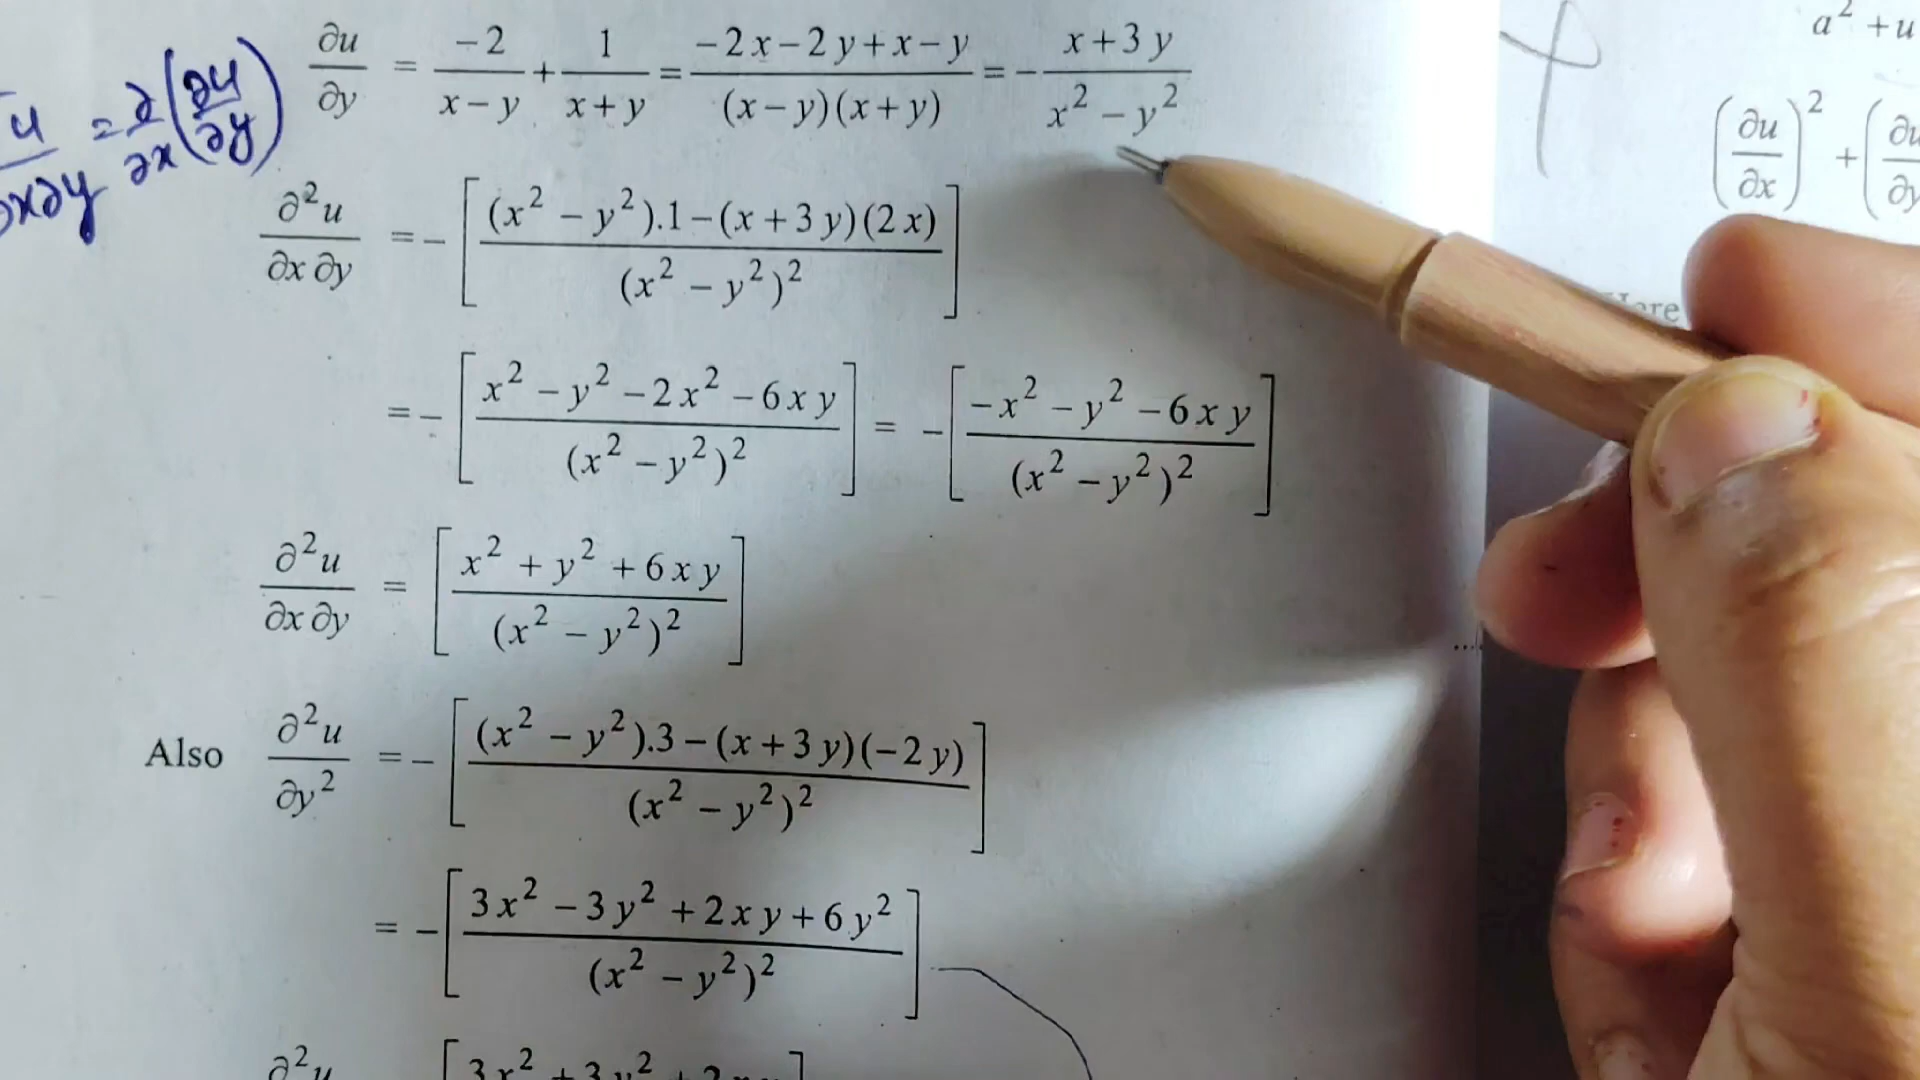 ∂u/∂y = -2/(x-y) + 1/(x+y) = (-2x-2y+x-y)/((x-y)(x+y)) = -(x+3y)/(x²-y²)
u/∂x∂y = ∂/∂x (∂u/∂y)
∂²u/∂x∂y = -[((x²-y²).1-(x+3y)(2x))/(x²-y²)²]
= -[(x²-y²-2x²-6xy)/(x²-y²)²] = -[(-x²-y²-6xy)/(x²-y²)²]
∂²u/∂x∂y = [(x²+y²+6xy)/(x²-y²)²]
Also ∂²u/∂y² = -[((x²-y²).3-(x+3y)(-2y))/(x²-y²)²]
= -[(3x²-3y²+2xy+6y²)/(x²-y²)²]
∂²u [3x²+3y²+2
a²+u
(∂u/∂x)² + (∂u/∂y